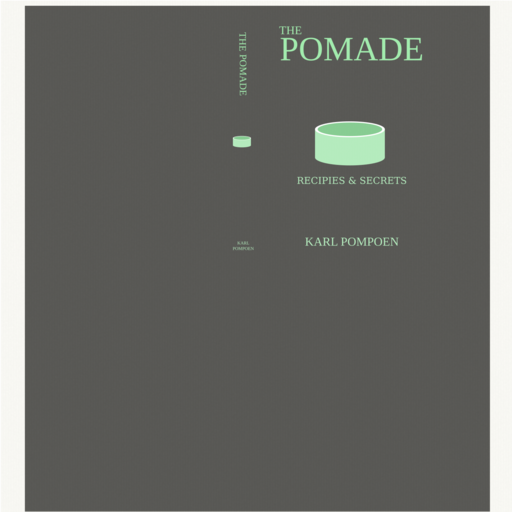 THE POMADE
KARL
POMPOEN
THE
POMADE
RECIPIES & SECRETS
KARL POMPOEN